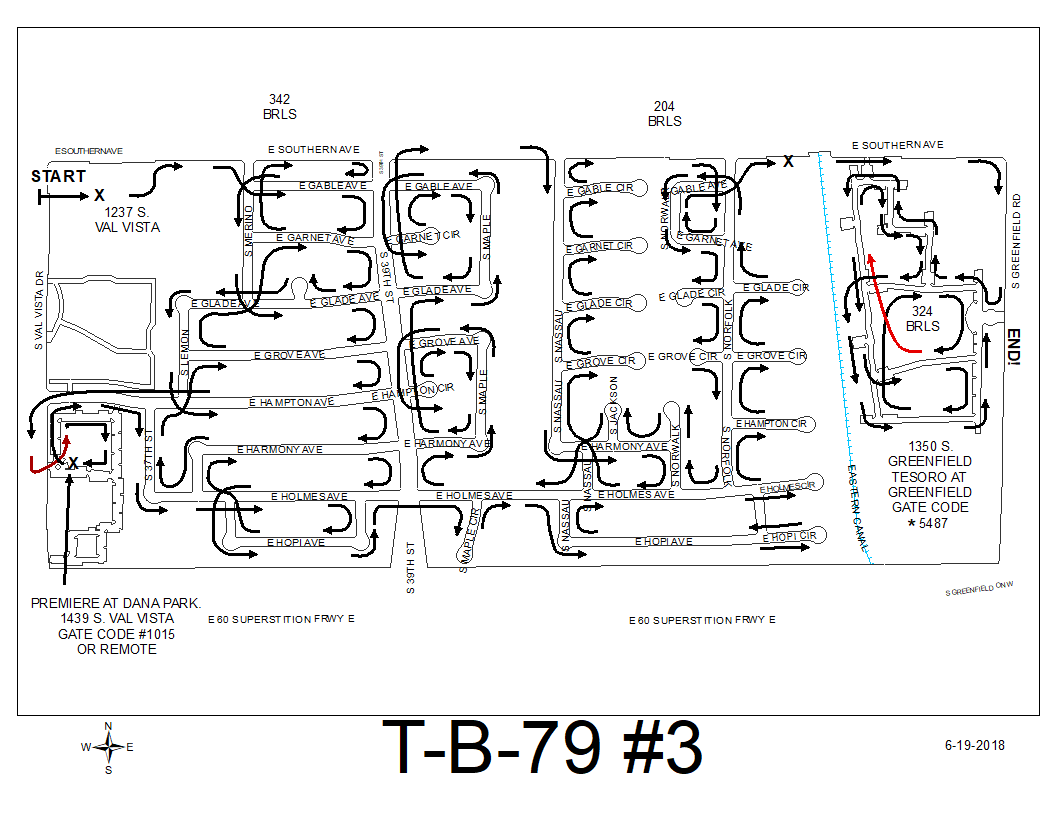 342
BRLS
204
BRLS
E SOUTHERNAVE
E SOUTHERN AVE
S 39TH ST
E SOUTHERN AVE
START
X
1237 S.
VAL VISTA
X
E GABLE AVE
E GABLE AVE
E GABLE CIR
E GABLE AVE
S MERINO
S MAPLE
S NORWALK
S GREENFIELD RD
E GARNET AVE
E GARNET CIR
E GARNET CIR
E GARNET AVE
S 39TH ST
S VAL VISTA DR
E GLADE AVE
E GLADE AVE
E GLADE AVE
E GLADE CIR
E GLADE CIR
E GLADE CIR
324
BRLS
S LEMON
S NASSAU
S NORFOLK
END!
E GROVE AVE
E GROVE AVE
E GROVE CIR
E GROVE CIR
E GROVE CIR
S MAPLE
S NASSAU
S JACKSON
E HAMPTON AVE
E HAMPTON CIR
E HAMPTON CIR
S 37TH ST
S NORWALK
S NORFOLK
E HARMONY AVE
E HARMONY AVE
E HARMONY AVE
X
1350 S.
GREENFIELD
TESORO AT
GREENFIELD
GATE CODE
* 5487
S NASSAU
EASTERN CANAL
E HOLMES AVE
E HOLMES AVE
E HOLMES AVE
E HOLMES CIR
S MAPLE CIR
S NASSAU
E HOPI AVE
E HOPI AVE
E HOPI CIR
S 39TH ST
S GREENFIELD ON W
PREMIERE AT DANA PARK.
1439 S. VAL VISTA
GATE CODE #1015
OR REMOTE
E 60 SUPERSTITION FRWY E
E 60 SUPERSTITION FRWY E
N
W E
S
T-B-79 #3
6-19-2018